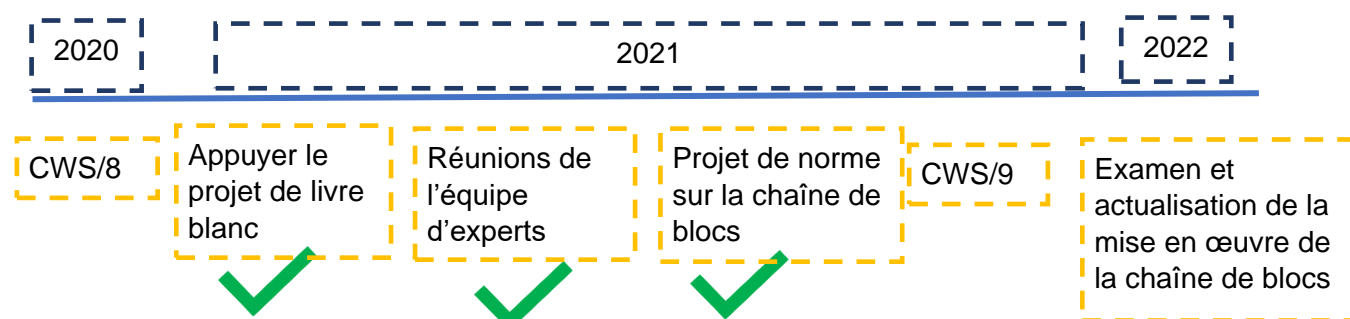 2020
2021
2022
CWS/8
Appuyer le
projet de livre
blanc
Réunions de
l’équipe
d’experts
Projet de norme
sur la chaîne de
blocs
CWS/9
Examen et
actualisation de la
mise en œuvre de
la chaîne de blocs